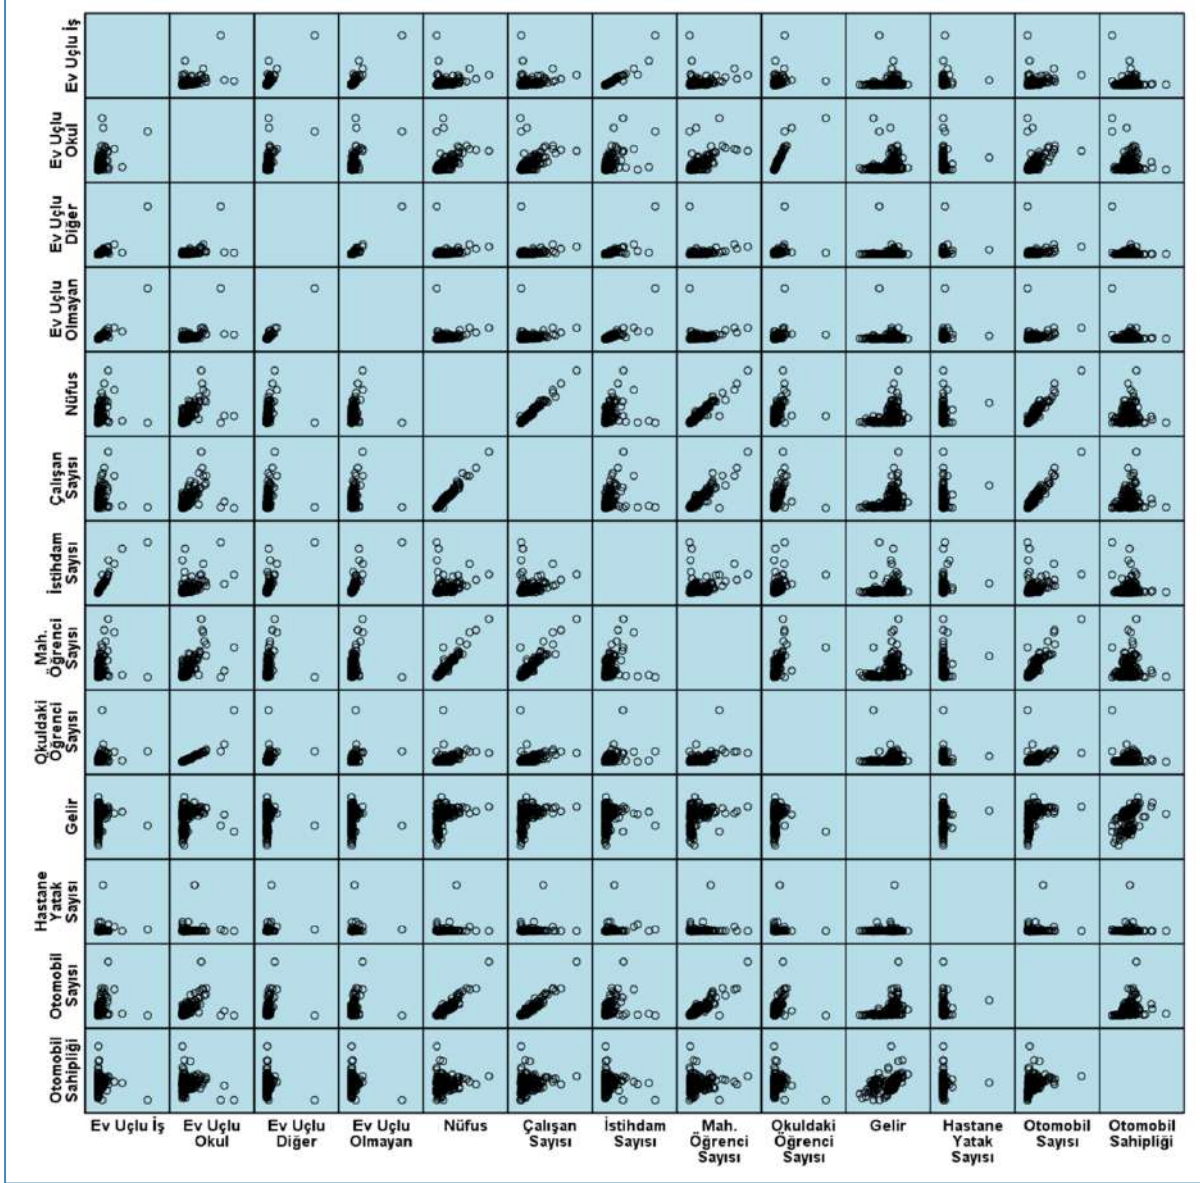 Ev Uçlu İş
Ev Uçlu
Okul
Ev Uçlu
Diğer
Ev Uçlu
Olmayan
Nüfus
Çalışan
Sayısı
İstihdam
Sayısı
Mah.
Öğrenci
Sayısı
Okuldaki
Öğrenci
Sayısı
Gelir
Hastane
Yatak
Sayısı
Otomobil
Sayısı
Otomobil
Sahipliği
Ev Uçlu İş
Ev Uçlu
Okul
Ev Uçlu
Diğer
Ev Uçlu
Olmayan
Nüfus
Çalışan
Sayısı
İstihdam
Sayısı
Mah.
Öğrenci
Sayısı
Okuldaki
Öğrenci
Sayısı
Gelir
Hastane
Yatak
Sayısı
Otomobil
Sayısı
Otomobil
Sahipliği